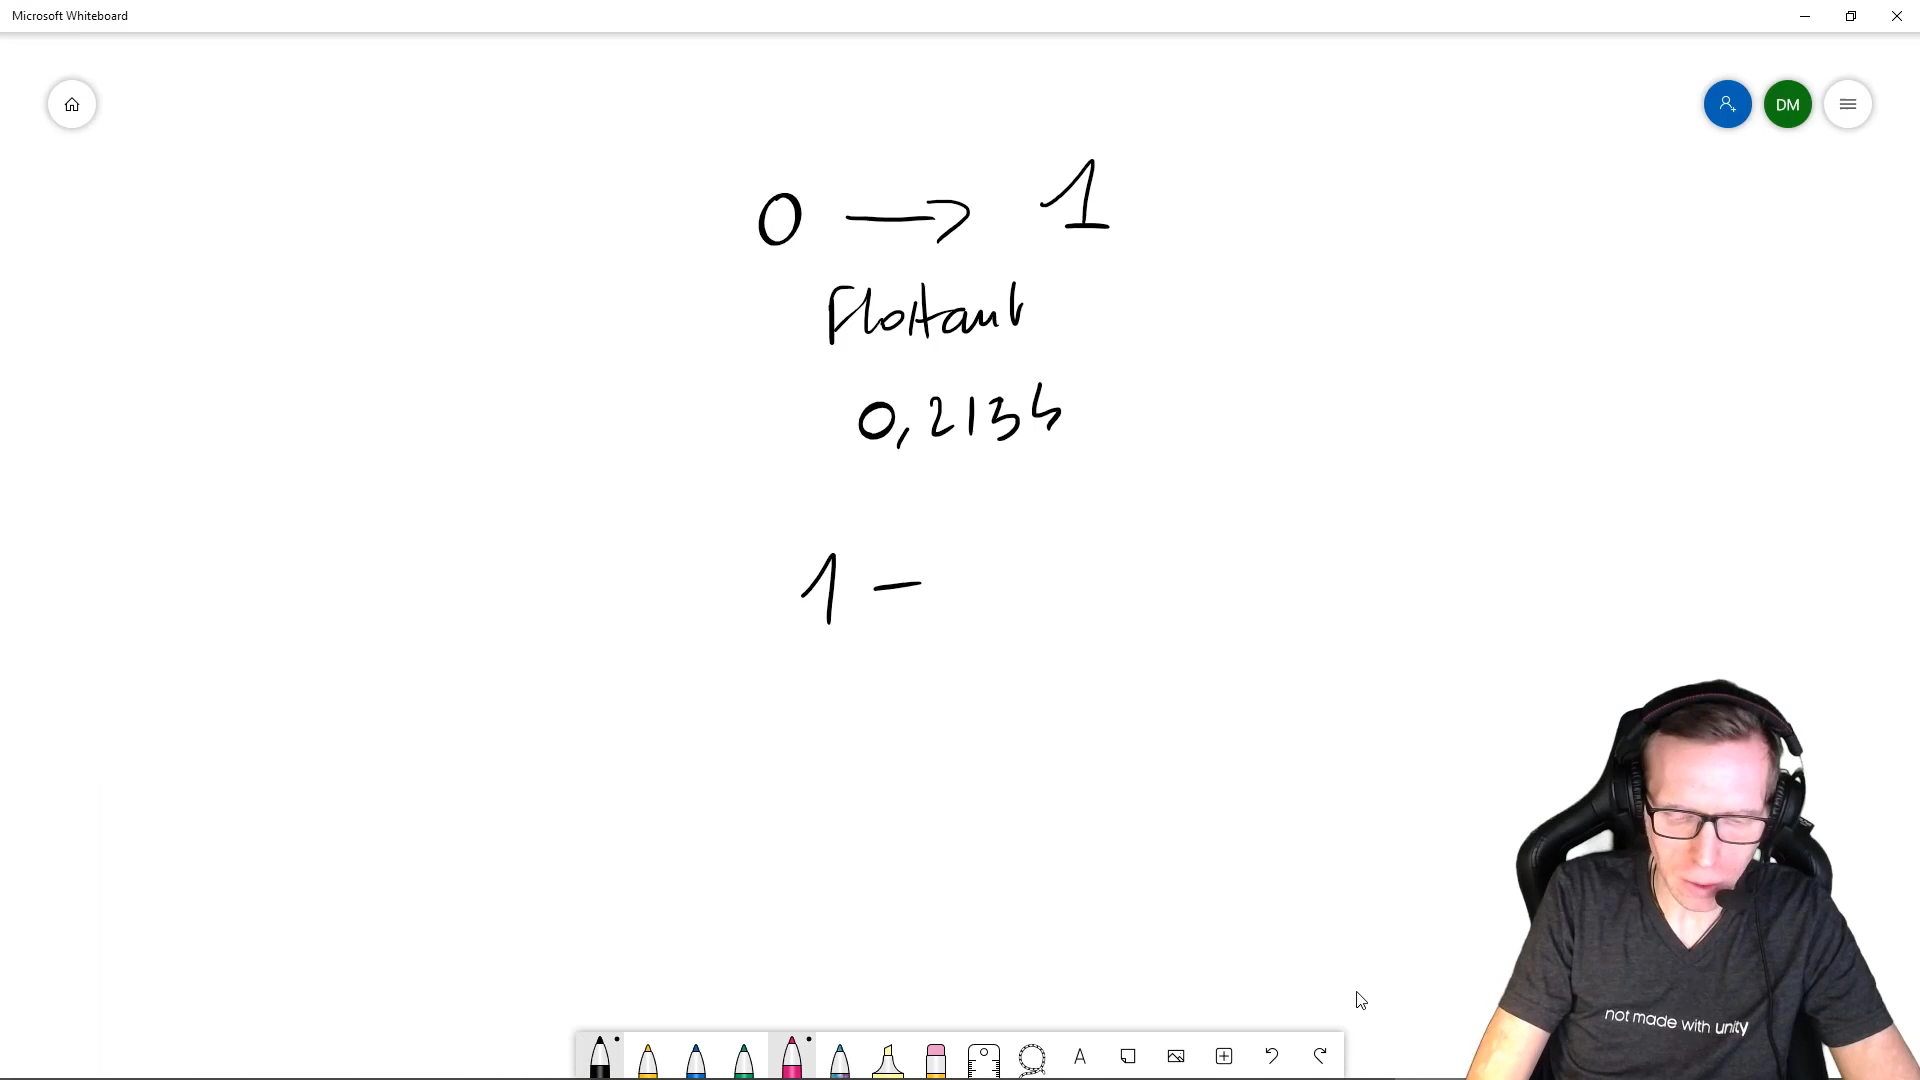 Microsoft Whiteboard
DM
0 → 1
Flottant
0,2134
1 –
A
not made with unity